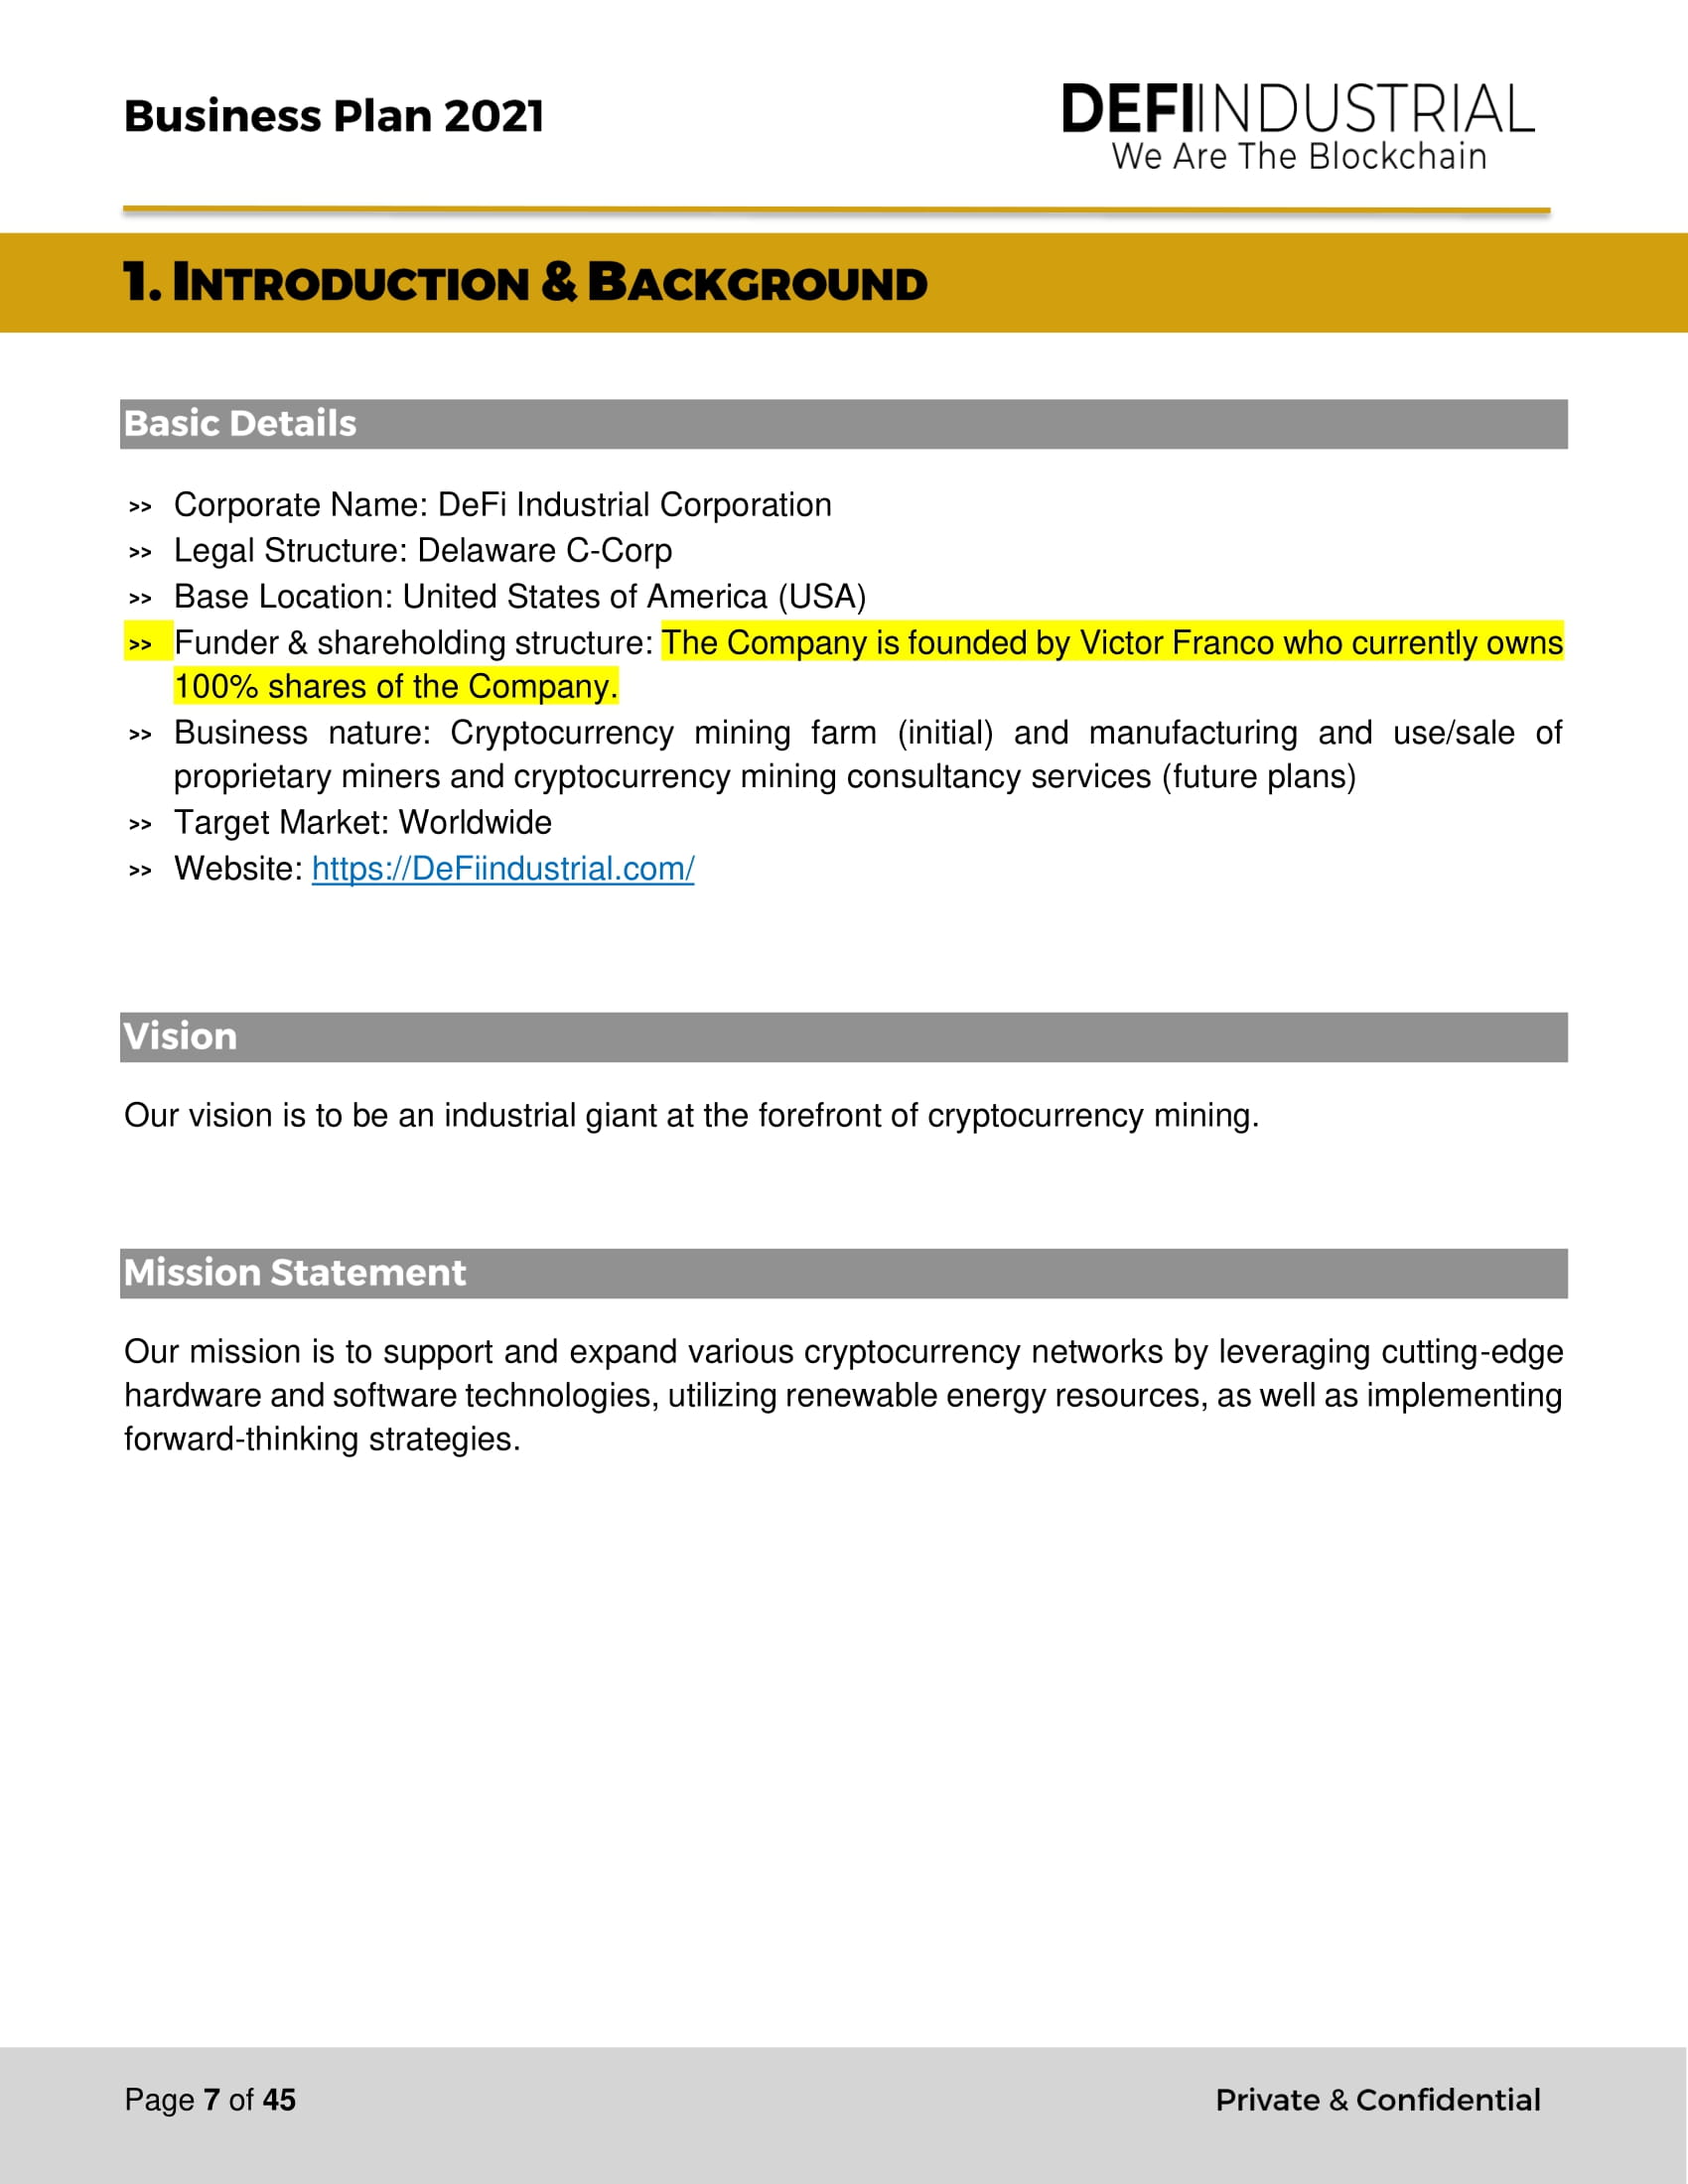 Business Plan 2021
DEFIINDUSTRIAL
We Are The Blockchain
1. INTRODUCTION & BACKGROUND
Basic Details
>> Corporate Name: DeFi Industrial Corporation
>> Legal Structure: Delaware C-Corp
>> Base Location: United States of America (USA)
>> Funder & shareholding structure: The Company is founded by Victor Franco who currently owns
100% shares of the Company.
>> Business nature: Cryptocurrency mining farm (initial) and manufacturing and use/sale of
proprietary miners and cryptocurrency mining consultancy services (future plans)
>> Target Market: Worldwide
>> Website: https://DeFiindustrial.com/
Vision
Our vision is to be an industrial giant at the forefront of cryptocurrency mining.
Mission Statement
Our mission is to support and expand various cryptocurrency networks by leveraging cutting-edge
hardware and software technologies, utilizing renewable energy resources, as well as implementing
forward-thinking strategies.
Page 7 of 45
Private & Confidential